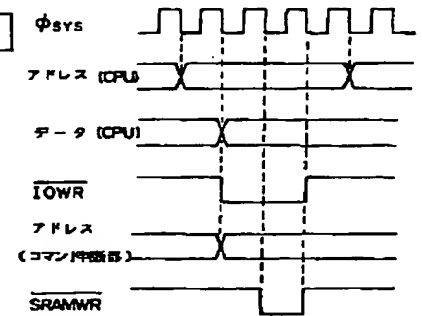 φSYS
アドレス (CPU)
データ (CPU)
IOWR
アドレス
(コマンド中断部)
SRAMWR